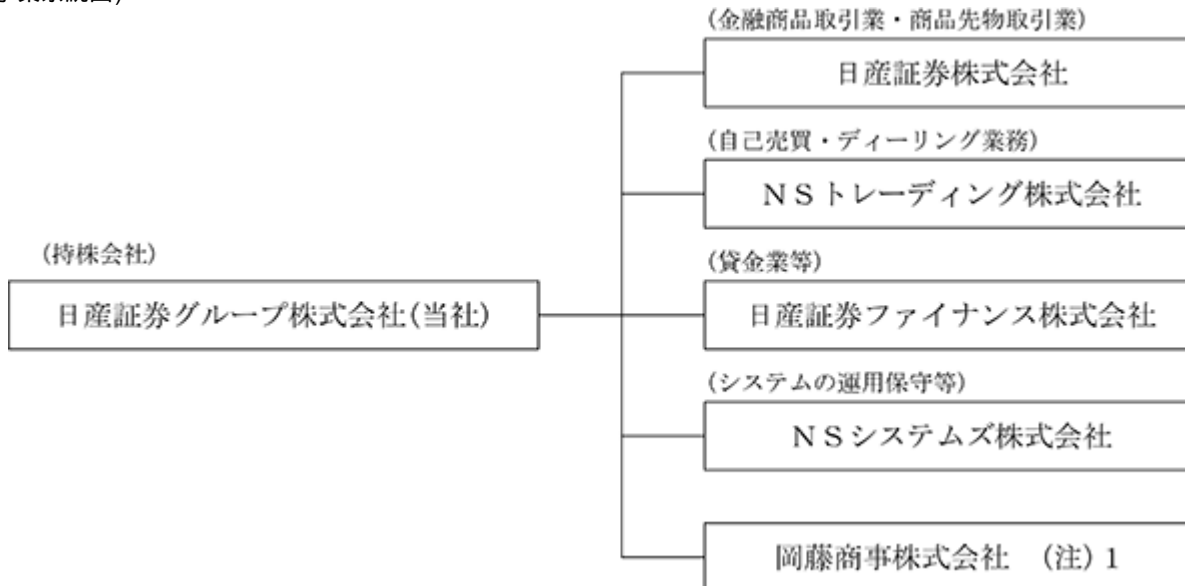 (金融商品取引業・商品先物取引業)
日産証券株式会社
(自己売買・ディーリング業務)
NSトレーディング株式会社
(持株会社)
日産証券グループ株式会社(当社)
(貸金業等)
日産証券ファイナンス株式会社
(システムの運用保守等)
NSシステムズ株式会社
岡藤商事株式会社 (注)1